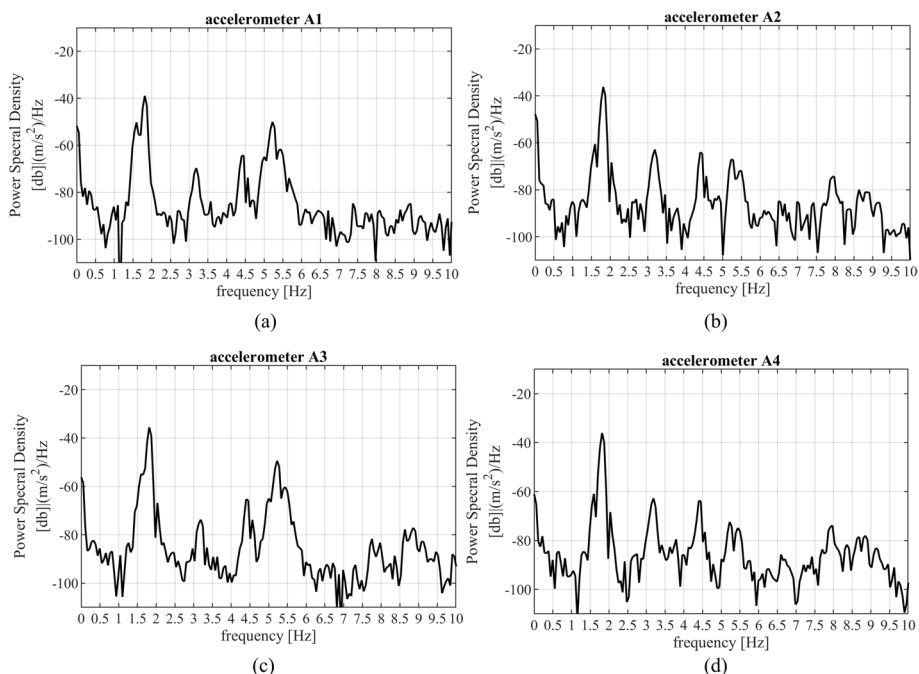 accelerometer A1
Power Specral Density
[db]|(m/s²)/Hz
-20
-40
-60
-80
-100
0 0.5 1 1.5 2 2.5 3 3.5 4 4.5 5 5.5 6 6.5 7 7.5 8 8.5 9 9.5 10
frequency [Hz]
(a)
accelerometer A2
Power Specral Density
[db]|(m/s²)/Hz
-20
-40
-60
-80
-100
0 0.5 1 1.5 2 2.5 3 3.5 4 4.5 5 5.5 6 6.5 7 7.5 8 8.5 9 9.5 10
frequency [Hz]
(b)
accelerometer A3
Power Specral Density
[db]|(m/s²)/Hz
-20
-40
-60
-80
-100
0 0.5 1 1.5 2 2.5 3 3.5 4 4.5 5 5.5 6 6.5 7 7.5 8 8.5 9 9.5 10
frequency [Hz]
(c)
accelerometer A4
Power Specral Density
[db]|(m/s²)/Hz
-20
-40
-60
-80
-100
0 0.5 1 1.5 2 2.5 3 3.5 4 4.5 5 5.5 6 6.5 7 7.5 8 8.5 9 9.5 10
frequency [Hz]
(d)